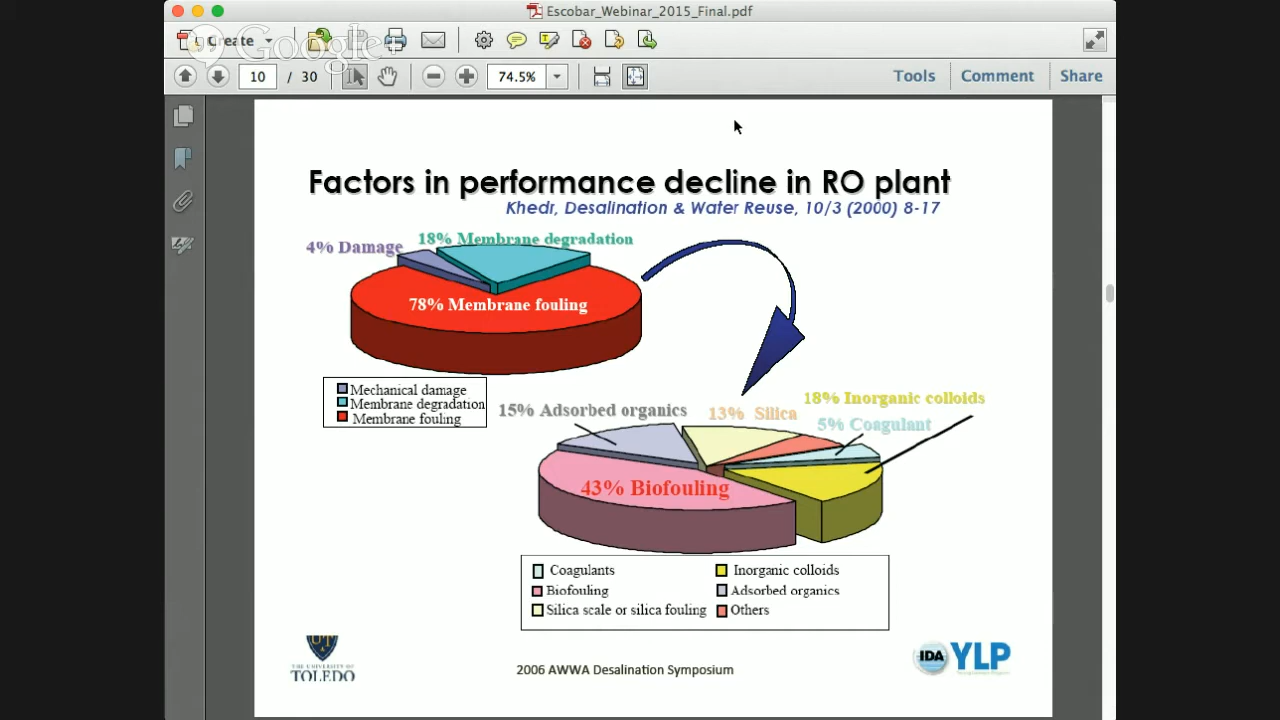 Escobar_Webinar_2015_Final.pdf
Create
Google
10 / 30
74.5%
Tools
Comment
Share
Factors in performance decline in RO plant
Khedr, Desalination & Water Reuse, 10/3 (2000) 8-17
4% Damage
18% Membrane degradation
78% Membrane fouling
Mechanical damage
Membrane degradation
Membrane fouling
15% Adsorbed organics
13% Silica
18% Inorganic colloids
5% Coagulant
43% Biofouling
Coagulants
Inorganic colloids
Biofouling
Adsorbed organics
Silica scale or silica fouling
Others
UT
THE UNIVERSITY OF
TOLEDO
2006 AWWA Desalination Symposium
IDA YLP